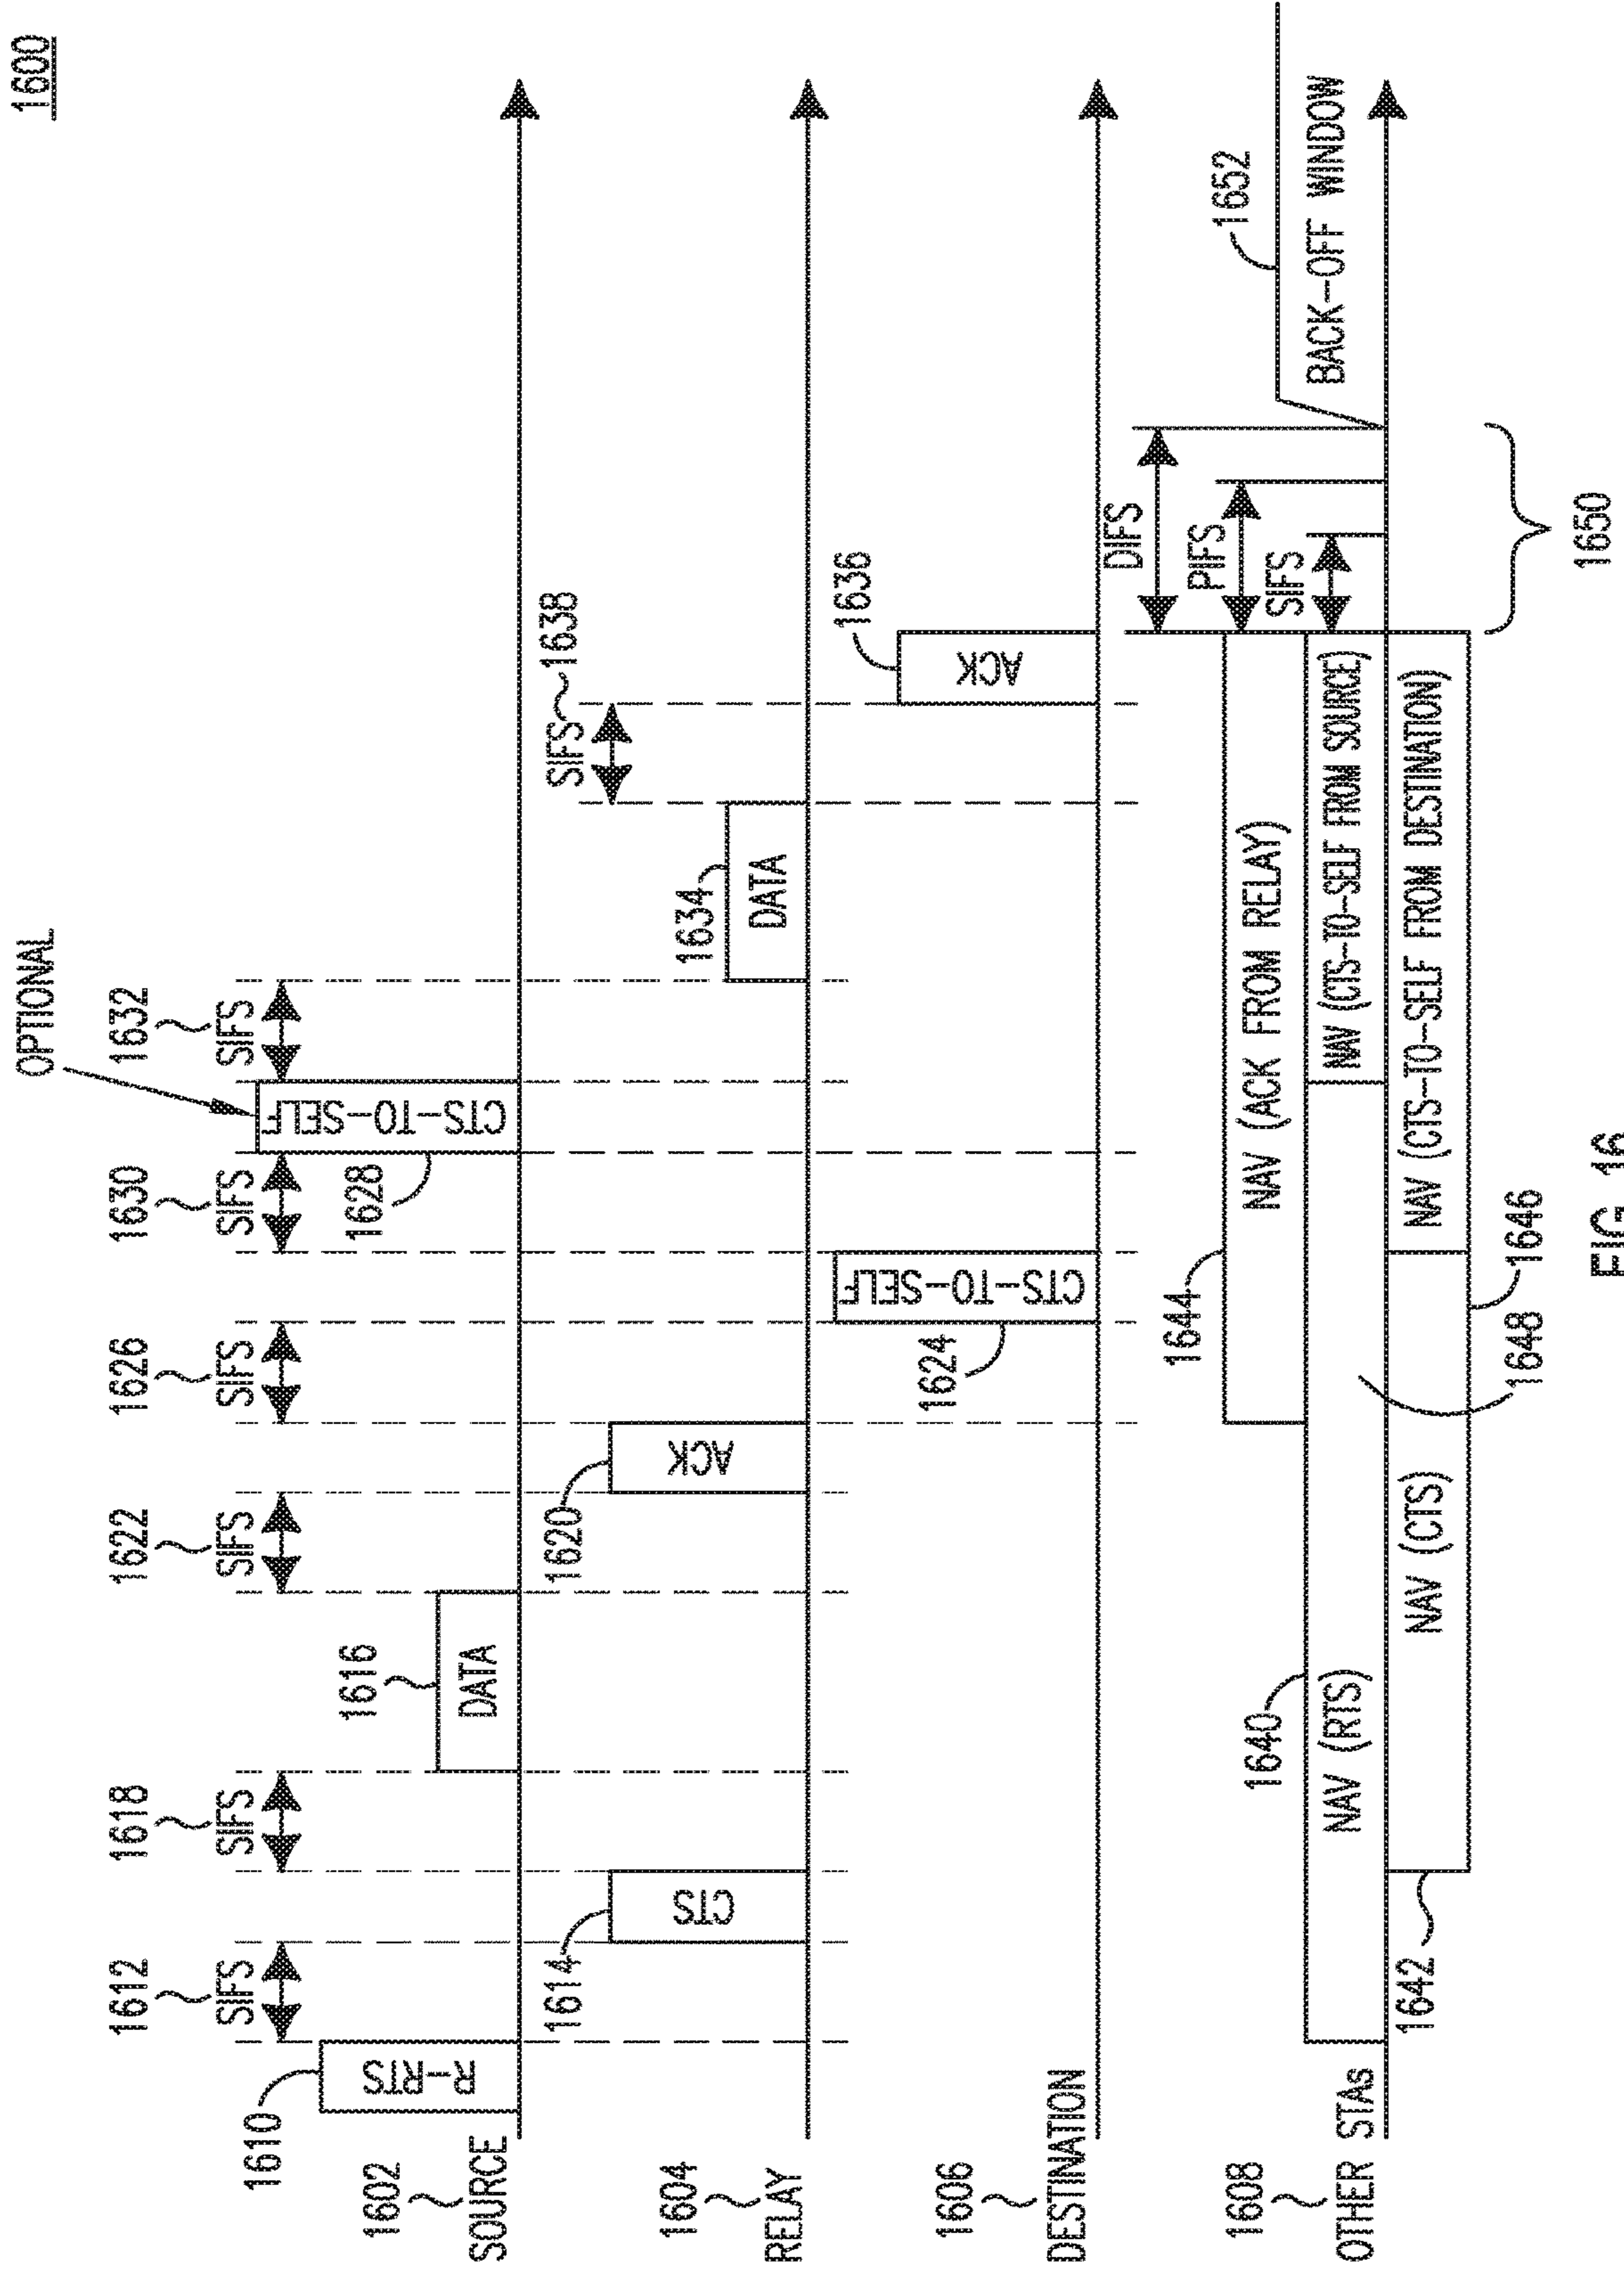 1600
OPTIONAL
1612
SIFS
1618
SIFS
1622
SIFS
1626
SIFS
1630
SIFS
1632
SIFS
1610
R-RTS
1616
DATA
1628
CTS-TO-SELF
1602
SOURCE
1614
CTS
1620
ACK
1634
DATA
SIFS
1638
1604
RELAY
1624
CTS-TO-SELF
1636
ACK
1606
DESTINATION
DIFS
PIFS
SIFS
1652
BACK-OFF WINDOW
1644
NAV (ACK FROM RELAY)
1640
NAV (RTS)
NAV (CTS-TO-SELF FROM SOURCE)
1608
OTHER STAs
1642
NAV (CTS)
NAV (CTS-TO-SELF FROM DESTINATION)
1648
1646
1650
FIG. 16